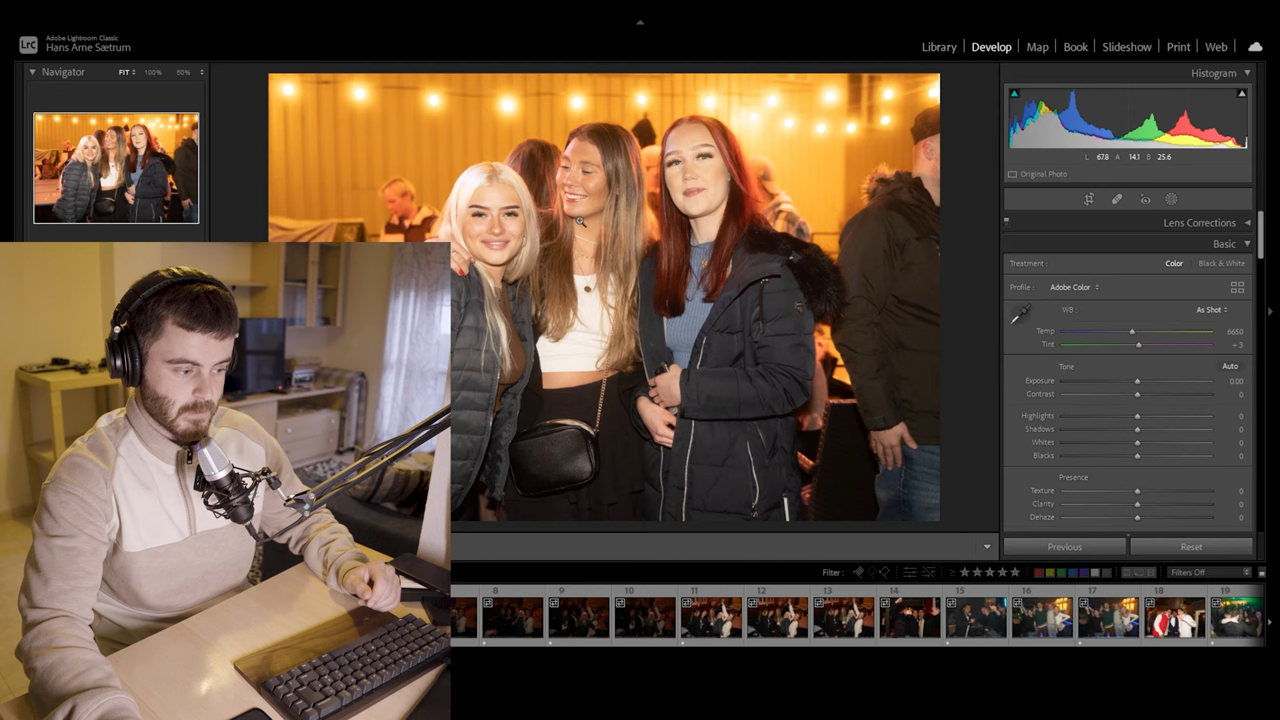 LrC
Adobe Lightroom Classic
Hans Arne Sætrum
Library | Develop | Map | Book | Slideshow | Print | Web
Navigator FIT 100% 50%
Histogram
L 67.8 A 14.1 B 25.6
Original Photo
Lens Corrections
Basic
Treatment : Color Black & White
Profile : Adobe Color
WB : As Shot
Temp 6650
Tint + 3
Tone Auto
Exposure 0.00
Contrast 0
Highlights 0
Shadows 0
Whites 0
Blacks 0
Presence
Texture 0
Clarity 0
Dehaze 0
Previous Reset
Filter : ≥ ★★★★★ Filters Off
8 9 10 11 12 13 14 15 16 17 18 19